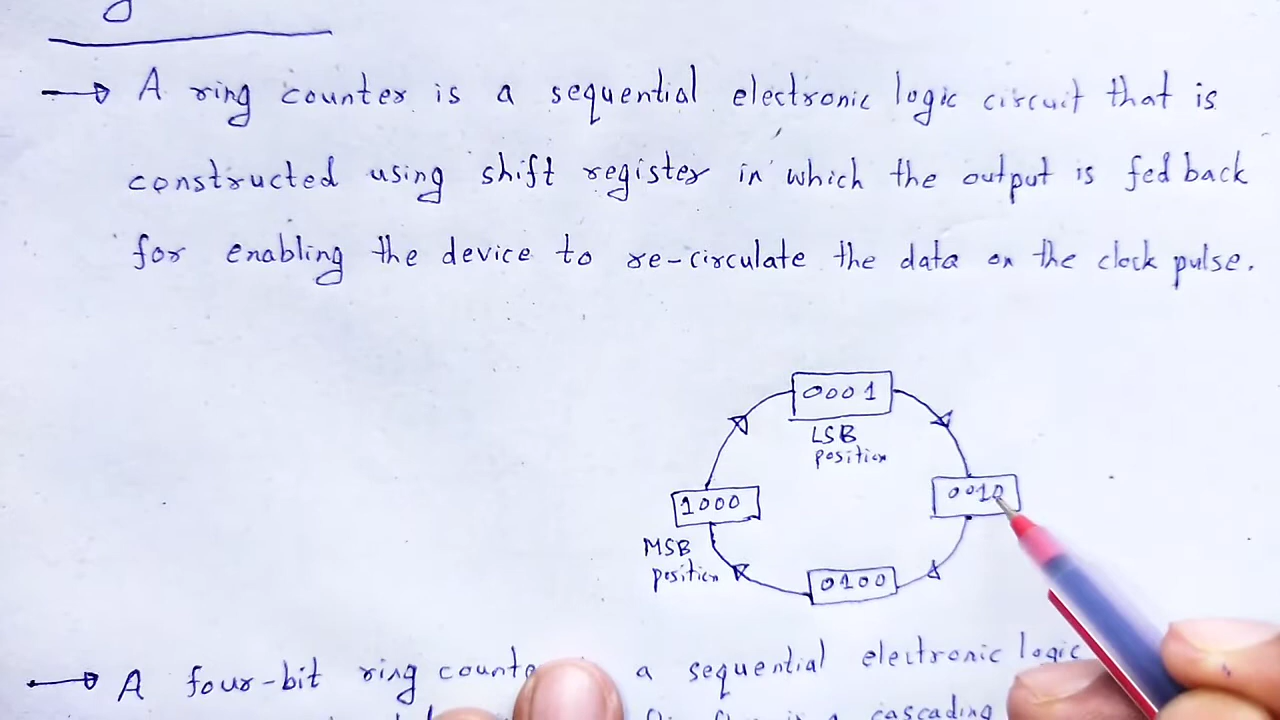 → A ring counter is a sequential electronic logic circuit that is
constructed using shift register in which the output is fed back
for enabling the device to re-circulate the data on the clock pulse.
0001
LSB
position
1000
0010
MSB
position
0100
→ A four-bit ring a sequential electronic logic
is a cascading